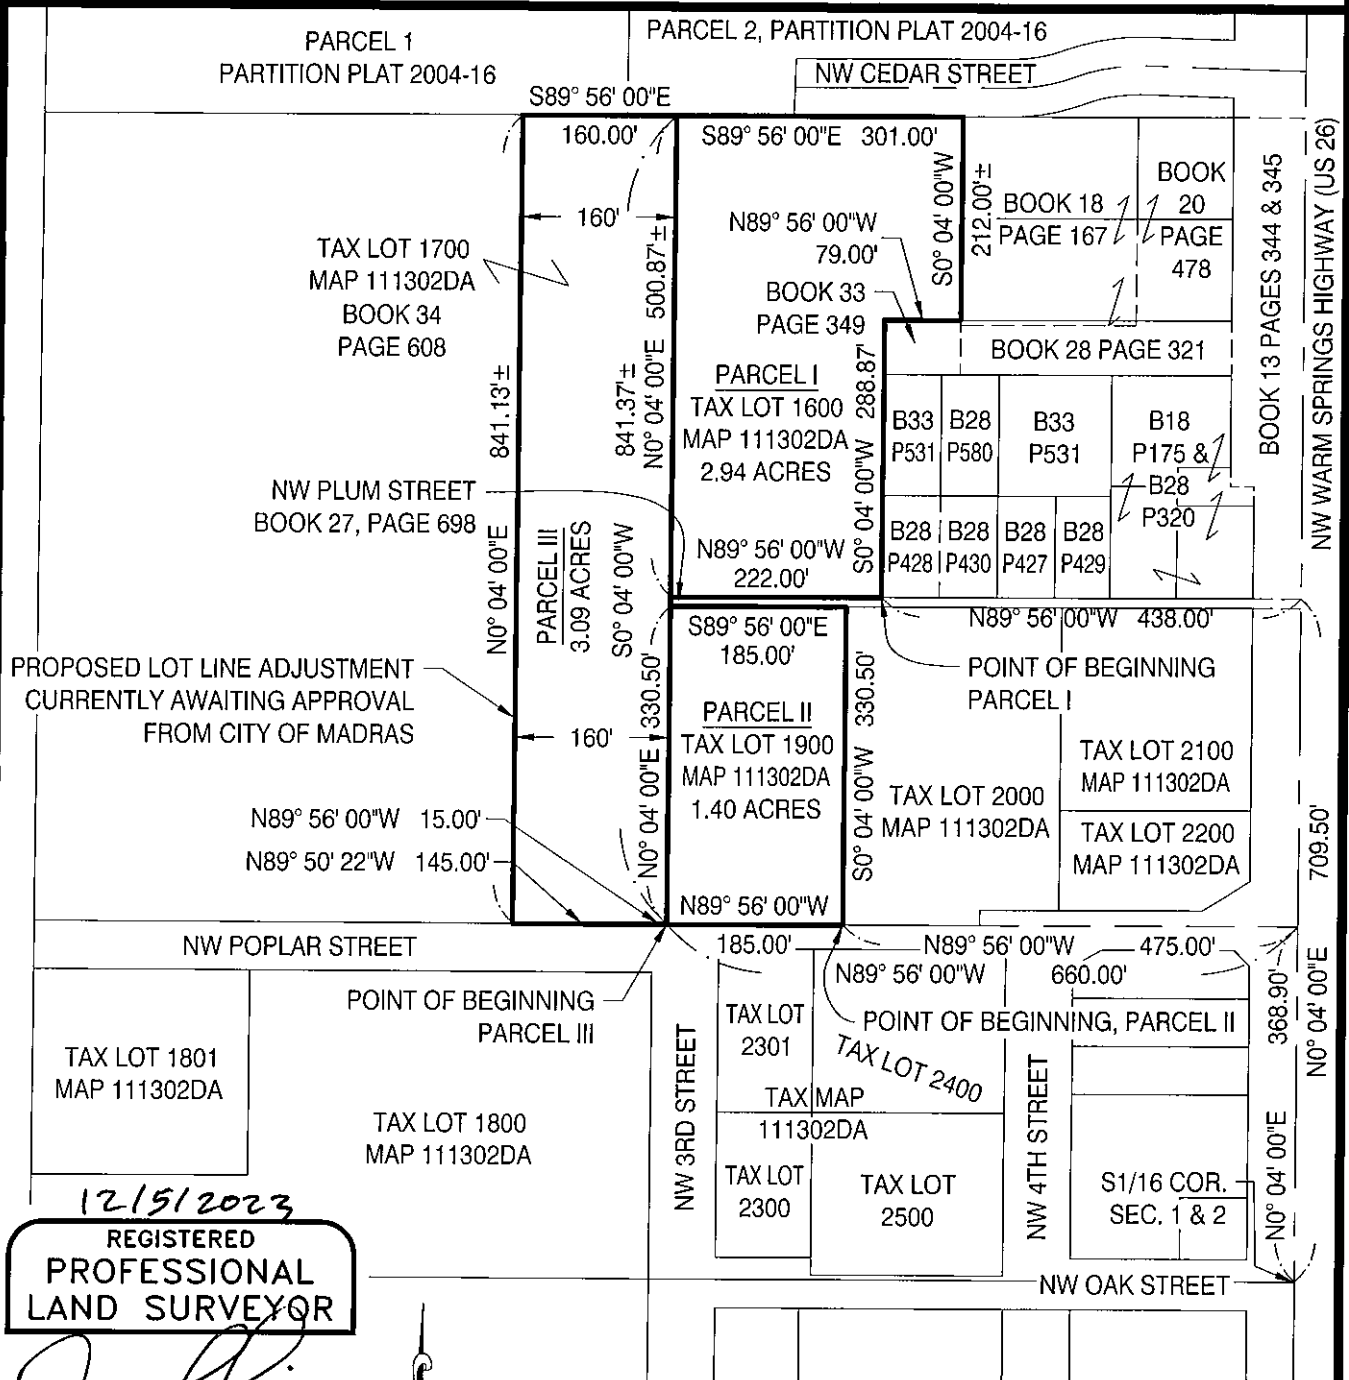 PARCEL 1
PARTITION PLAT 2004-16
PARCEL 2, PARTITION PLAT 2004-16
NW CEDAR STREET
S89° 56' 00"E
160.00'
S89° 56' 00"E 301.00'
S0° 04' 00"W
212.00'±
BOOK 18
PAGE 167
BOOK
20
PAGE
478
BOOK 13 PAGES 344 & 345
NW WARM SPRINGS HIGHWAY (US 26)
160'
N89° 56' 00"W
79.00'
TAX LOT 1700
MAP 111302DA
BOOK 34
PAGE 608
BOOK 33
PAGE 349
BOOK 28 PAGE 321
N0° 04' 00"E 500.87'±
841.13'±
841.37'±
PARCEL I
TAX LOT 1600
MAP 111302DA
2.94 ACRES
S0° 04' 00"W 288.87'
B33
P531
B28
P580
B33
P531
B18
P175 &
B28
P320
NW PLUM STREET
BOOK 27, PAGE 698
N0° 04' 00"E
PARCEL III
3.09 ACRES
S0° 04' 00"W
N89° 56' 00"W
222.00'
B28
P428
B28
P430
B28
P427
B28
P429
S89° 56' 00"E
185.00'
N89° 56' 00"W 438.00'
POINT OF BEGINNING
PARCEL I
PROPOSED LOT LINE ADJUSTMENT
CURRENTLY AWAITING APPROVAL
FROM CITY OF MADRAS
160'
N0° 04' 00"E 330.50'
PARCEL II
TAX LOT 1900
MAP 111302DA
1.40 ACRES
S0° 04' 00"W 330.50'
TAX LOT 2000
MAP 111302DA
TAX LOT 2100
MAP 111302DA
TAX LOT 2200
MAP 111302DA
709.50'
N0° 04' 00"E
N89° 56' 00"W 15.00'
N89° 50' 22"W 145.00'
N89° 56' 00"W
185.00'
NW POPLAR STREET
N89° 56' 00"W 475.00'
N89° 56' 00"W 660.00'
POINT OF BEGINNING
PARCEL III
POINT OF BEGINNING, PARCEL II
N0° 04' 00"E 368.90'
TAX LOT 1801
MAP 111302DA
TAX LOT 1800
MAP 111302DA
NW 3RD STREET
TAX LOT
2301
TAX LOT 2400
TAX MAP
111302DA
TAX LOT
2300
TAX LOT
2500
NW 4TH STREET
S1/16 COR.
SEC. 1 & 2
NW OAK STREET
12/5/2023
REGISTERED
PROFESSIONAL
LAND SURVEYOR